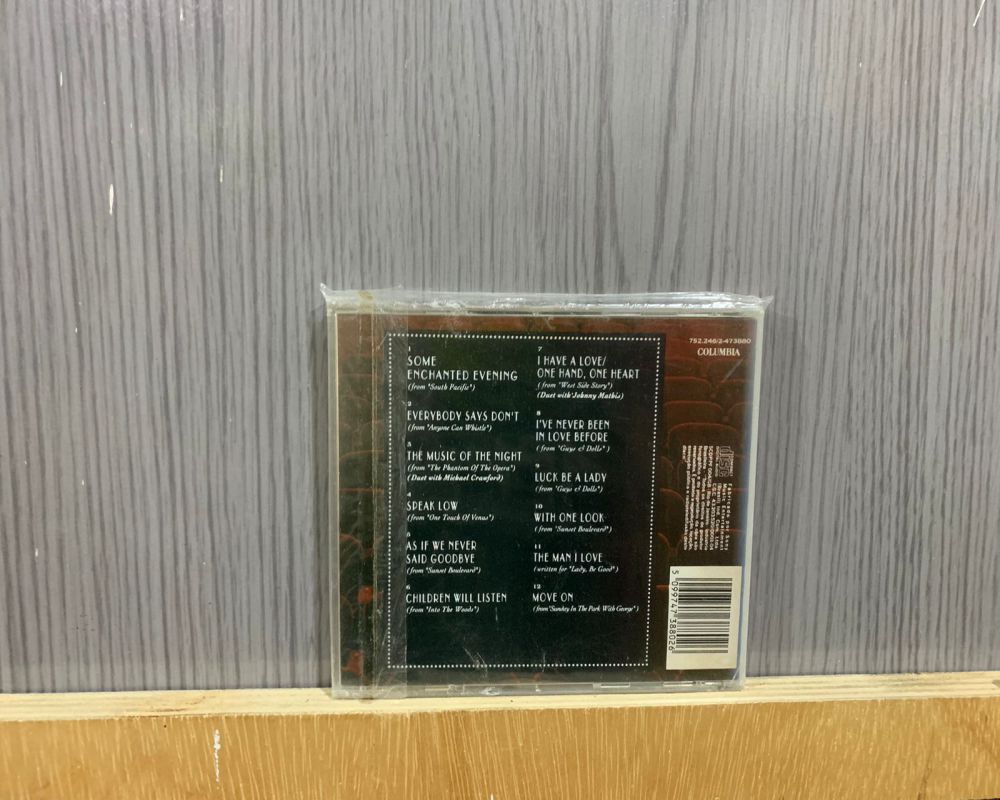 1
SOME
ENCHANTED EVENING
(from "South Pacific")
2
EVERYBODY SAYS DON'T
(from "Anyone Can Whistle")
3
THE MUSIC OF THE NIGHT
(from "The Phantom Of The Opera")
(Duet with Michael Crawford)
4
SPEAK LOW
(from "One Touch Of Venus")
5
AS IF WE NEVER
SAID GOODBYE
(from "Sunset Boulevard")
6
CHILDREN WILL LISTEN
(from "Into The Woods")
7
I HAVE A LOVE/
ONE HAND, ONE HEART
(from "West Side Story")
(Duet with Johnny Mathis)
8
I'VE NEVER BEEN
IN LOVE BEFORE
(from "Guys & Dolls")
9
LUCK BE A LADY
(from "Guys & Dolls")
10
WITH ONE LOOK
(from "Sunset Boulevard")
11
THE MAN I LOVE
(written for "Lady, Be Good")
12
MOVE ON
(from "Sunday In The Park With George")
752.246/2-473880
COLUMBIA
disc
5 099747 388026